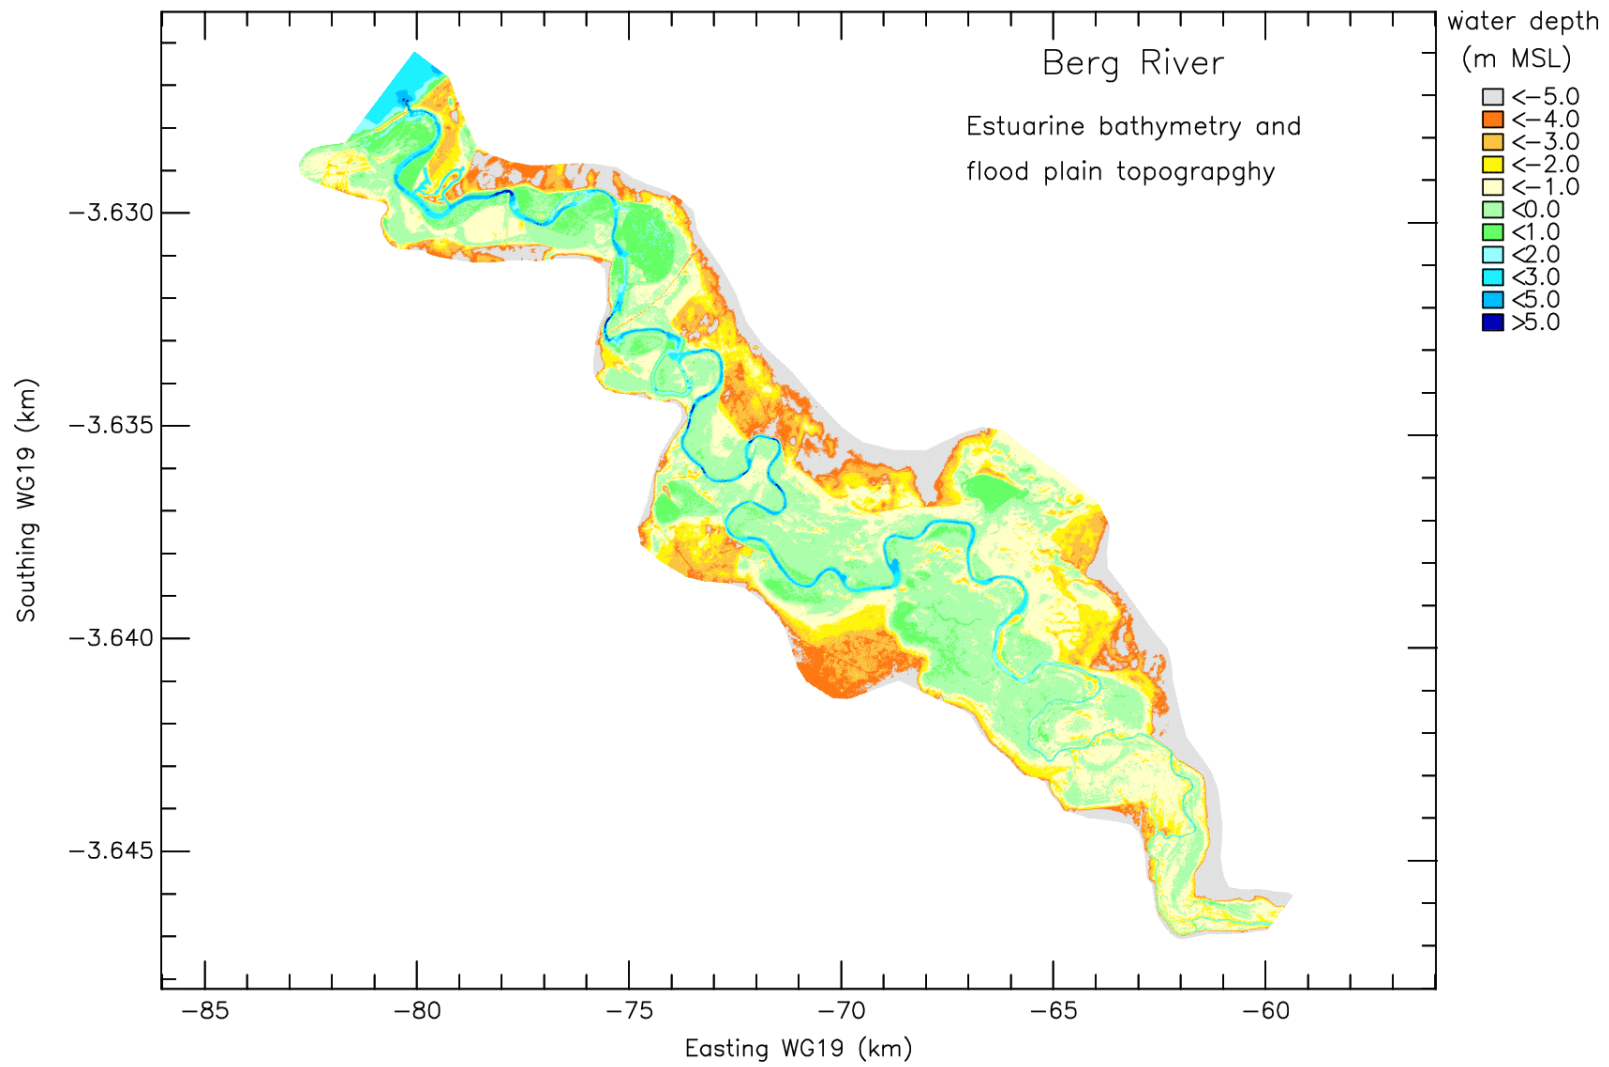 water depth
(m MSL)
Berg River
Estuarine bathymetry and
flood plain topograpghy
<-5.0
<-4.0
<-3.0
<-2.0
<-1.0
<0.0
<1.0
<2.0
<3.0
<5.0
>5.0
-3.630
-3.635
-3.640
-3.645
Southing WG19 (km)
-85 -80 -75 -70 -65 -60
Easting WG19 (km)